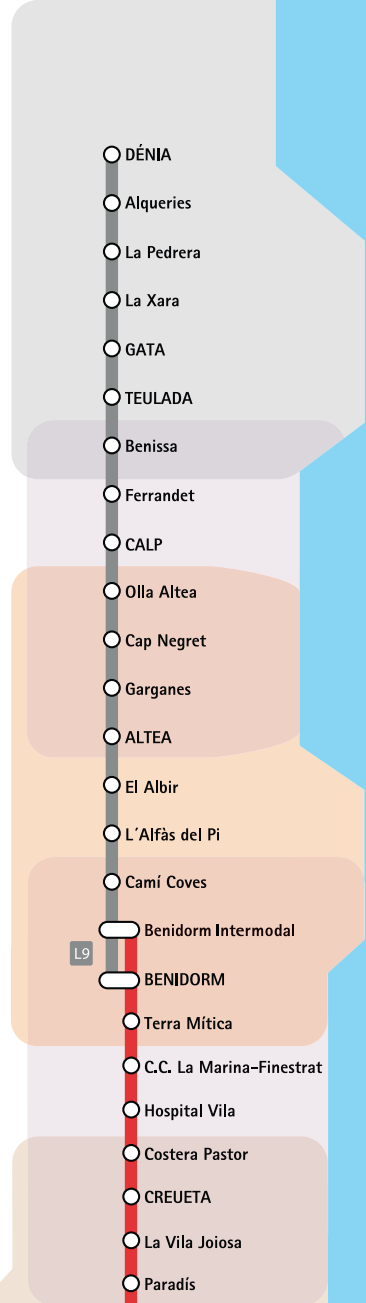 DÉNIA
Alqueries
La Pedrera
La Xara
GATA
TEULADA
Benissa
Ferrandet
CALP
Olla Altea
Cap Negret
Garganes
ALTEA
El Albir
L´Alfàs del Pi
Camí Coves
Benidorm Intermodal
L9
BENIDORM
Terra Mítica
C.C. La Marina-Finestrat
Hospital Vila
Costera Pastor
CREUETA
La Vila Joiosa
Paradís